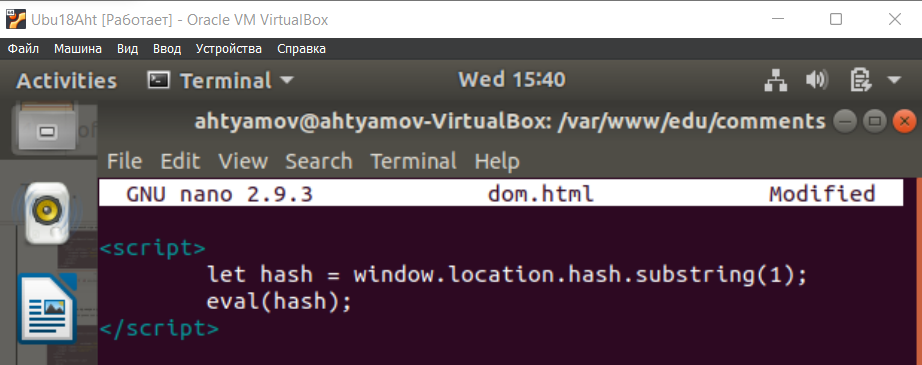 Ubu18Aht [Работает] - Oracle VM VirtualBox
Файл Машина Вид Ввод Устройства Справка
Activities Terminal Wed 15:40
ahtyamov@ahtyamov-VirtualBox: /var/www/edu/comments
File Edit View Search Terminal Help
GNU nano 2.9.3 dom.html Modified
<script>
let hash = window.location.hash.substring(1);
eval(hash);
</script>